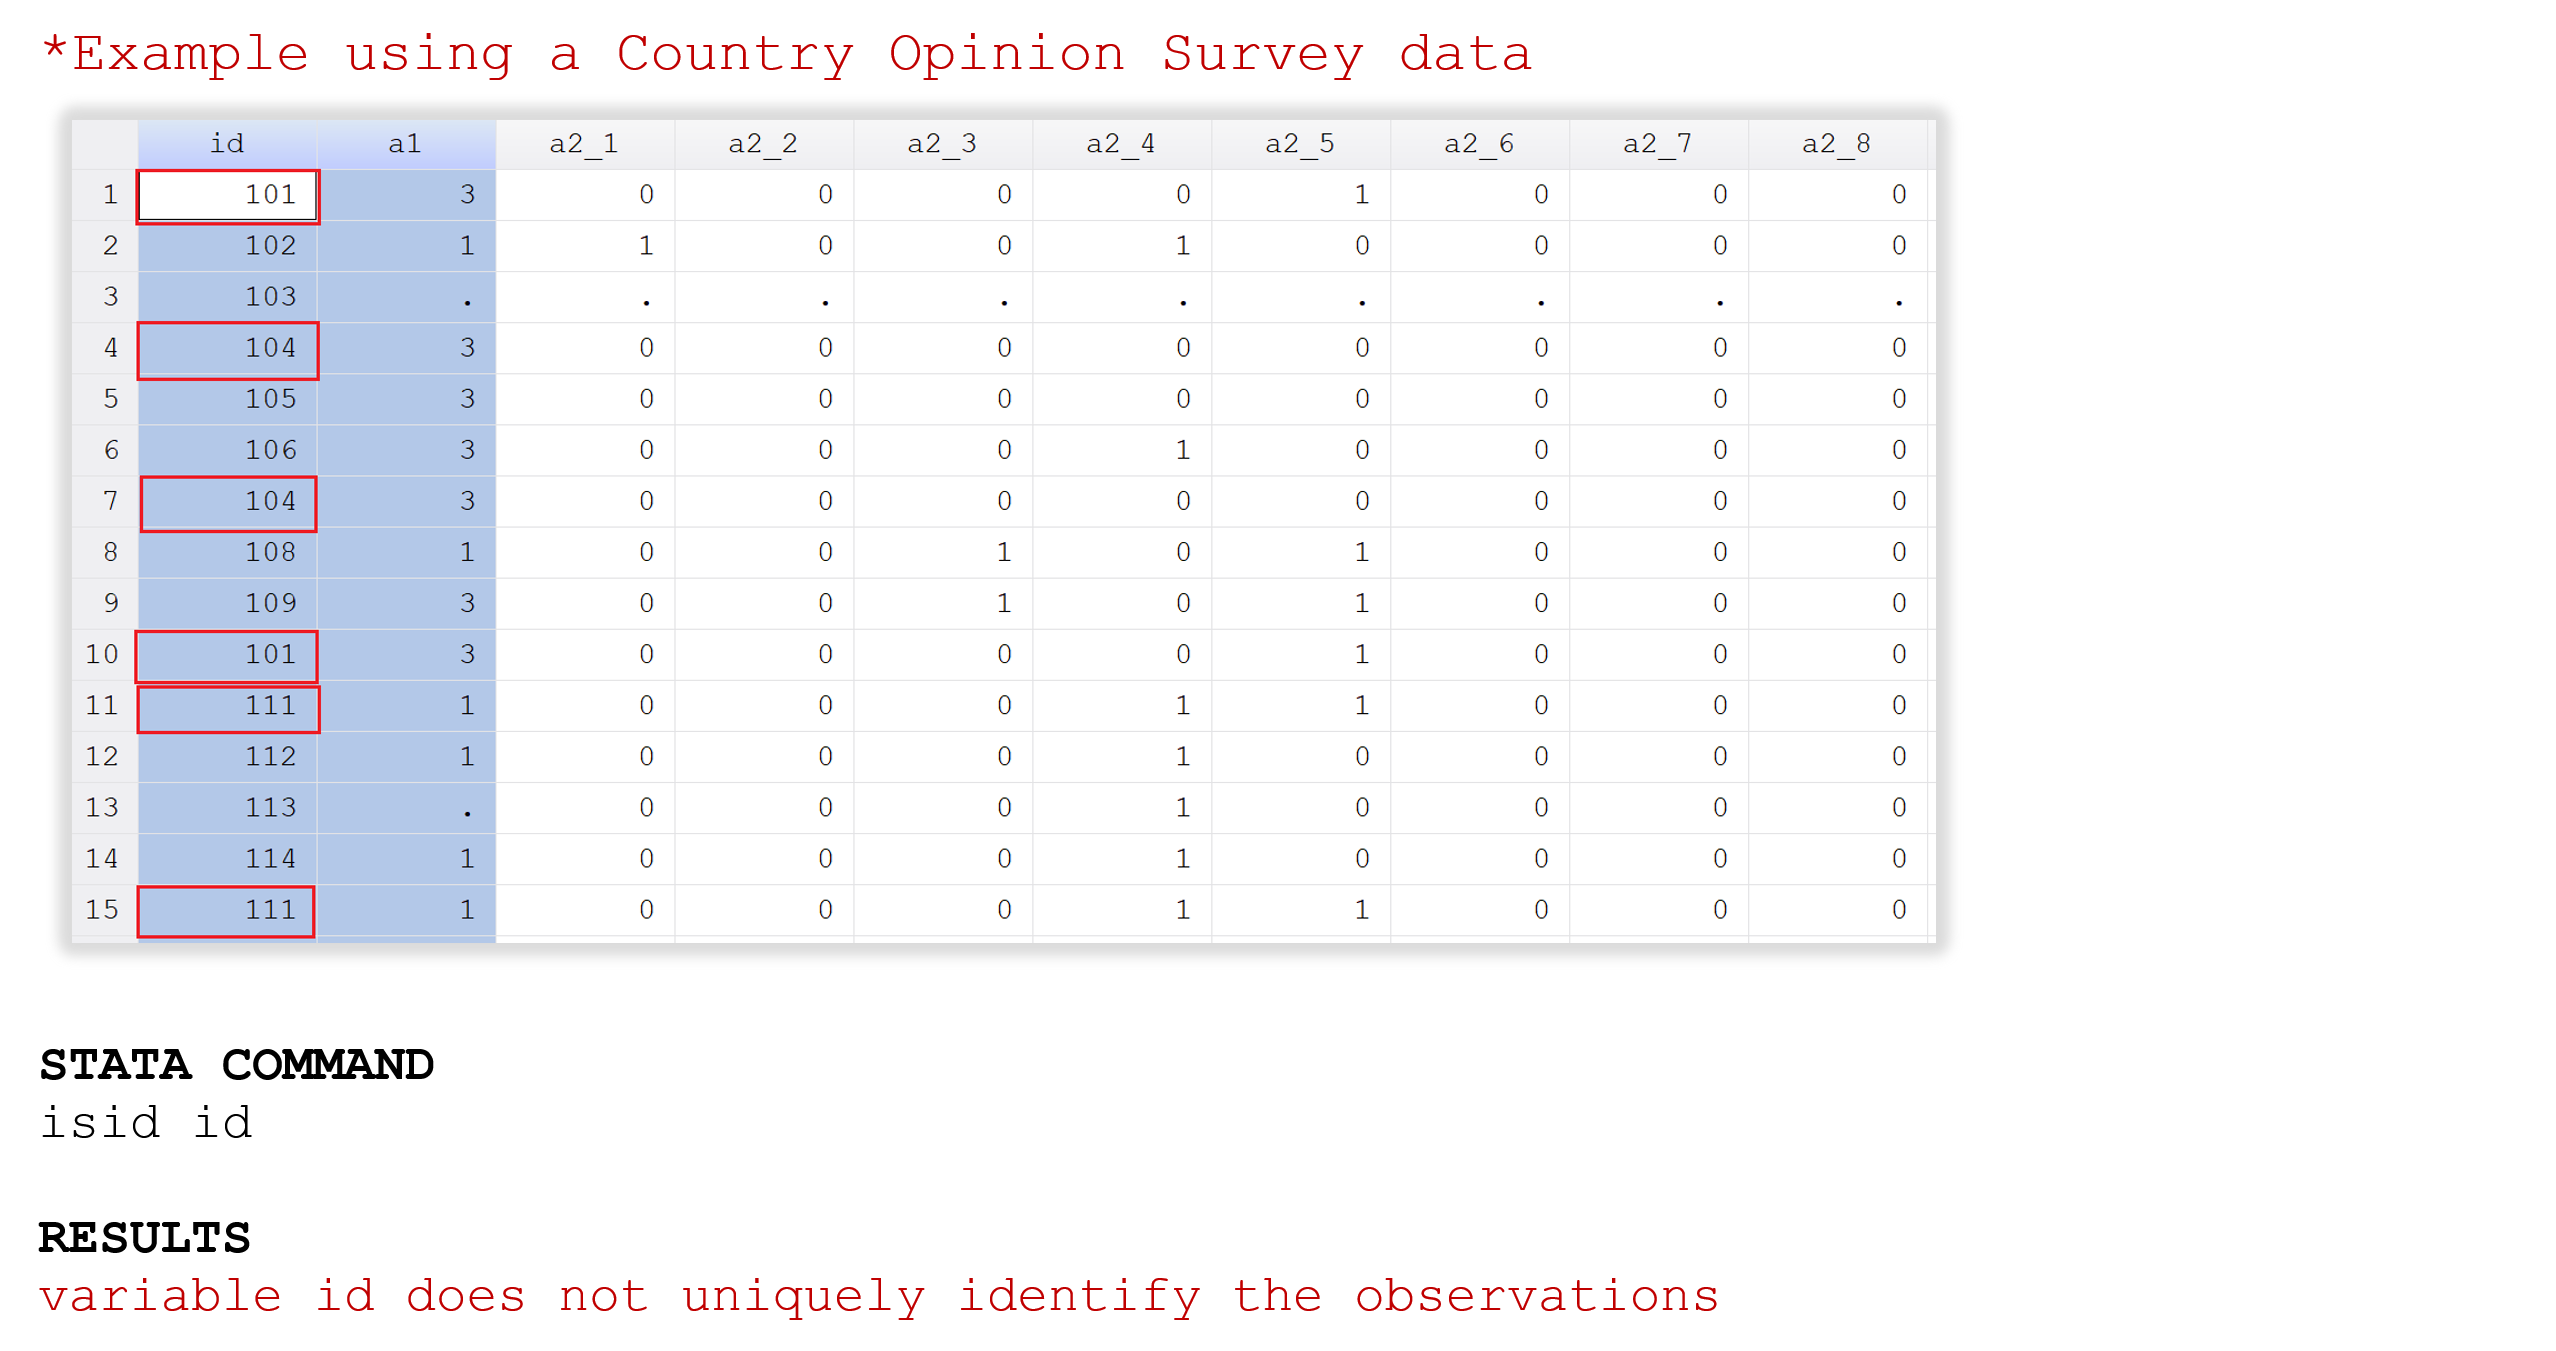 *Example using a Country Opinion Survey data
id a1 a2_1 a2_2 a2_3 a2_4 a2_5 a2_6 a2_7 a2_8
1 101 3 0 0 0 0 1 0 0 0
2 102 1 1 0 0 1 0 0 0 0
3 103 . . . . . . . . .
4 104 3 0 0 0 0 0 0 0 0
5 105 3 0 0 0 0 0 0 0 0
6 106 3 0 0 0 1 0 0 0 0
7 104 3 0 0 0 0 0 0 0 0
8 108 1 0 0 1 0 1 0 0 0
9 109 3 0 0 1 0 1 0 0 0
10 101 3 0 0 0 0 1 0 0 0
11 111 1 0 0 0 1 1 0 0 0
12 112 1 0 0 0 1 0 0 0 0
13 113 . 0 0 0 1 0 0 0 0
14 114 1 0 0 0 1 0 0 0 0
15 111 1 0 0 0 1 1 0 0 0
STATA COMMAND
isid id
RESULTS
variable id does not uniquely identify the observations